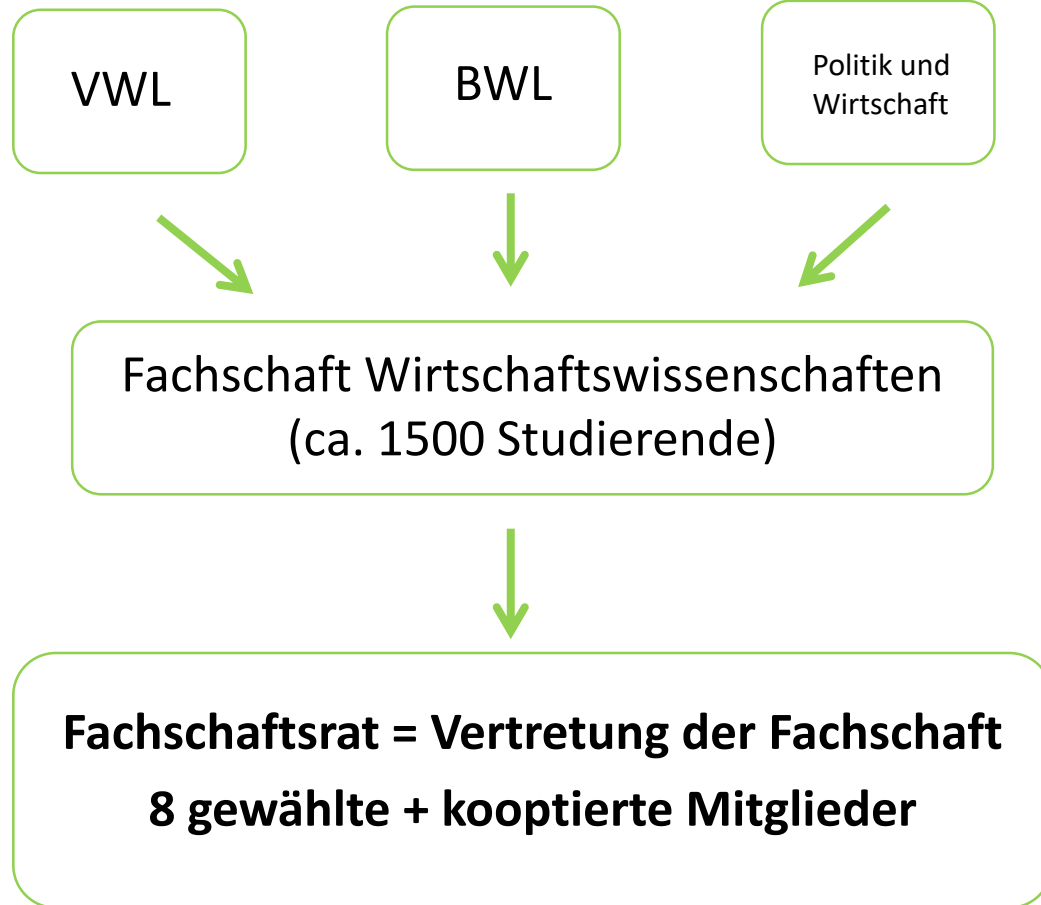 VWL
BWL
Politik und
Wirtschaft
Fachschaft Wirtschaftswissenschaften
(ca. 1500 Studierende)
Fachschaftsrat = Vertretung der Fachschaft
8 gewählte + kooptierte Mitglieder